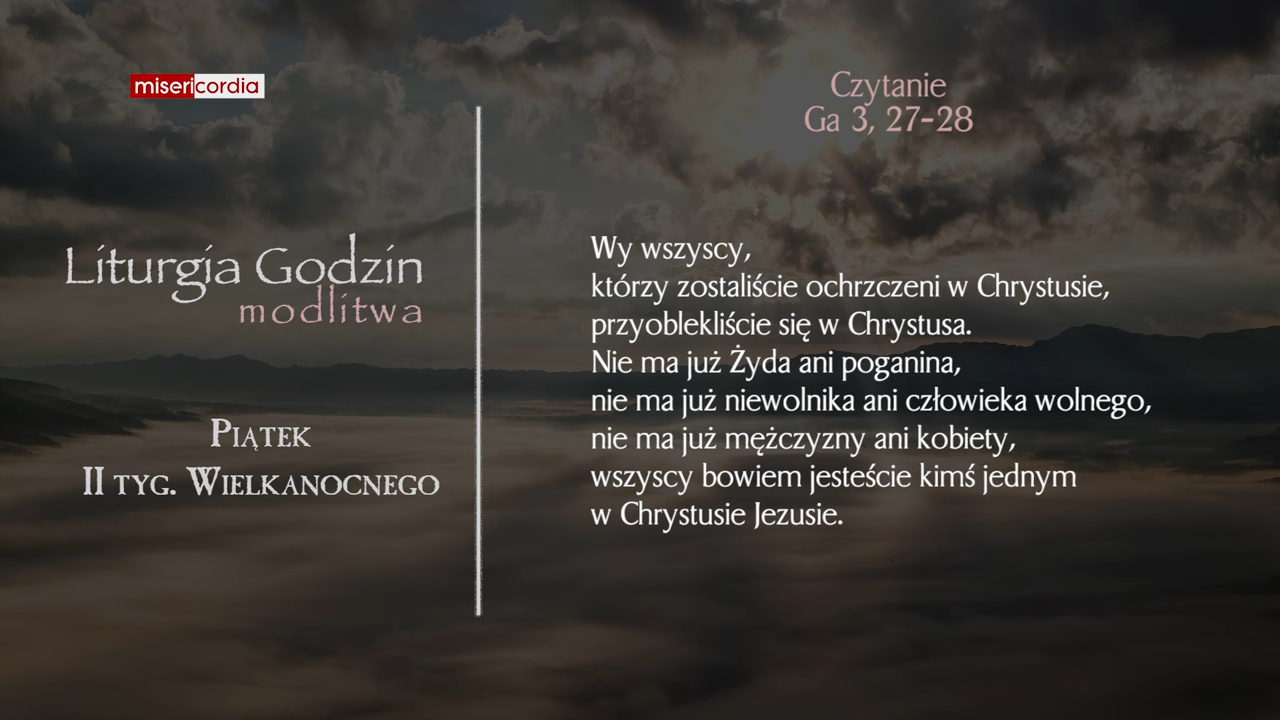 misericordia
Liturgia Godzin
modlitwa
Piątek
II tyg. Wielkanocnego
Czytanie
Ga 3, 27-28
Wy wszyscy,
którzy zostaliście ochrzczeni w Chrystusie,
przyoblekliście się w Chrystusa.
Nie ma już Żyda ani poganina,
nie ma już niewolnika ani człowieka wolnego,
nie ma już mężczyzny ani kobiety,
wszyscy bowiem jesteście kimś jednym
w Chrystusie Jezusie.